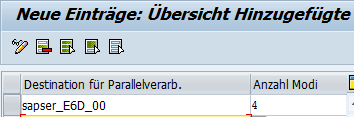 Neue Einträge: Übersicht Hinzugefügte
Destination für Parallelverarb. Anzahl Modi
sapser_E6D_00 4